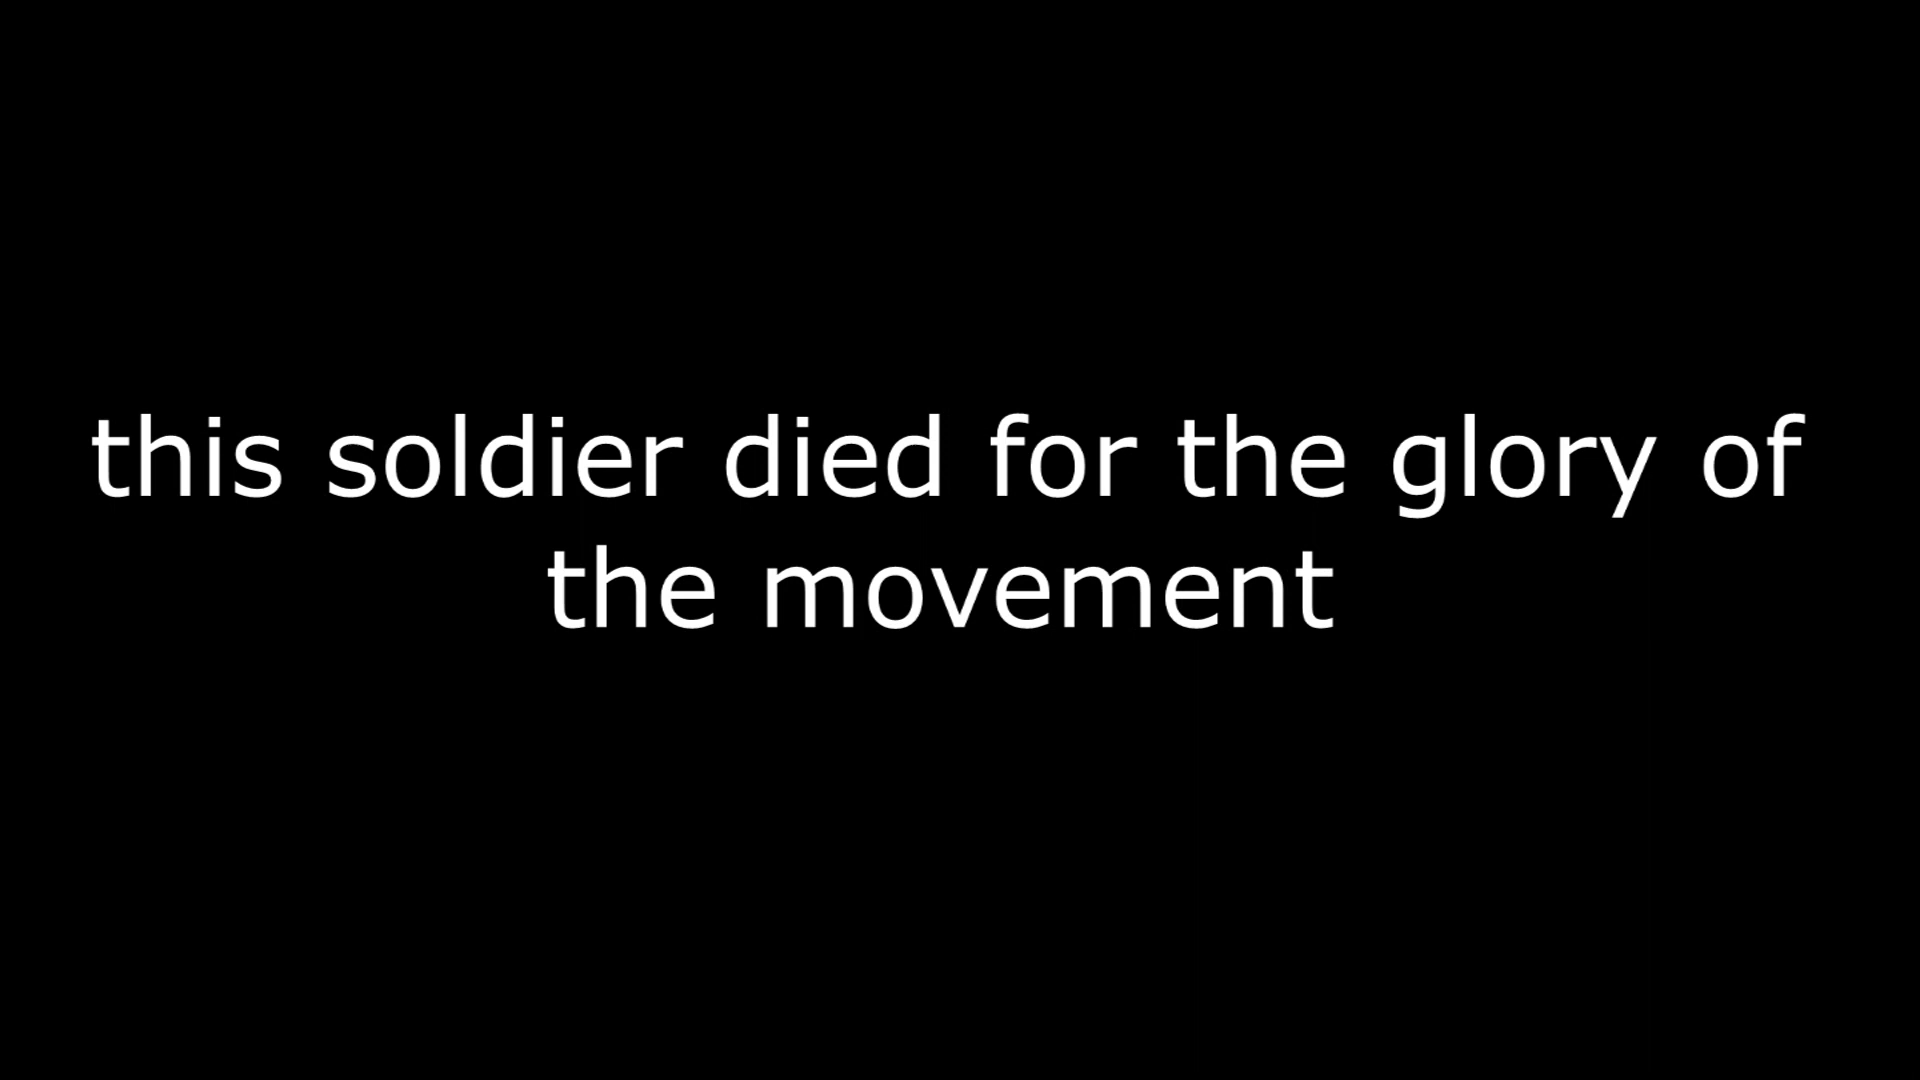 this soldier died for the glory of
the movement